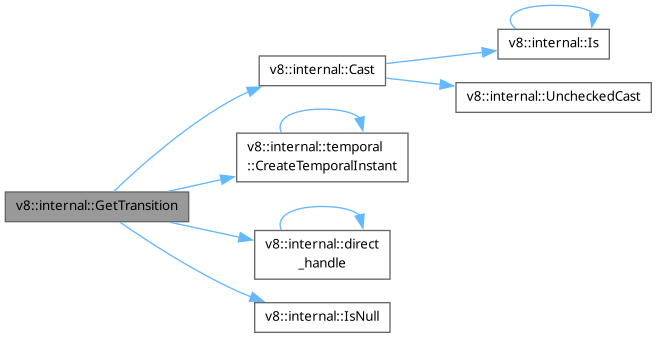 v8::internal::Is
v8::internal::Cast
v8::internal::UncheckedCast
v8::internal::temporal
::CreateTemporalInstant
v8::internal::GetTransition
v8::internal::direct
_handle
v8::internal::IsNull